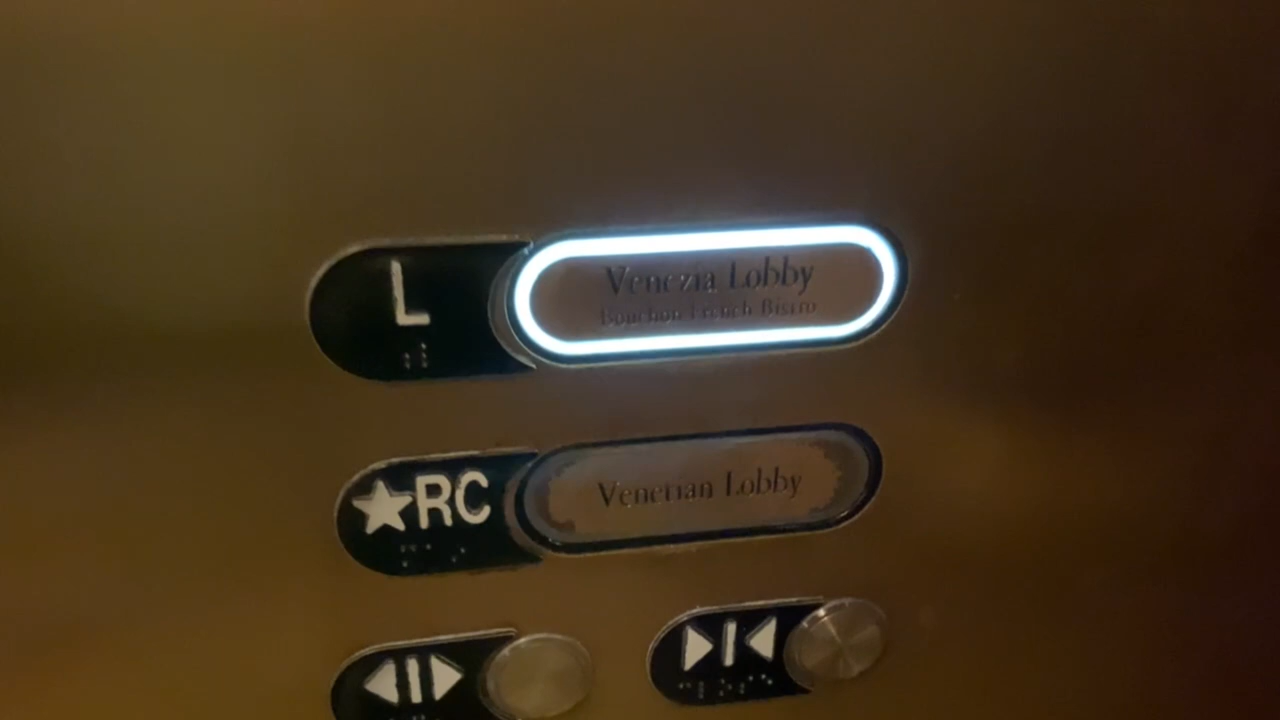 L
Venezia Lobby
Bouchon French Bistro
★RC
Venetian Lobby